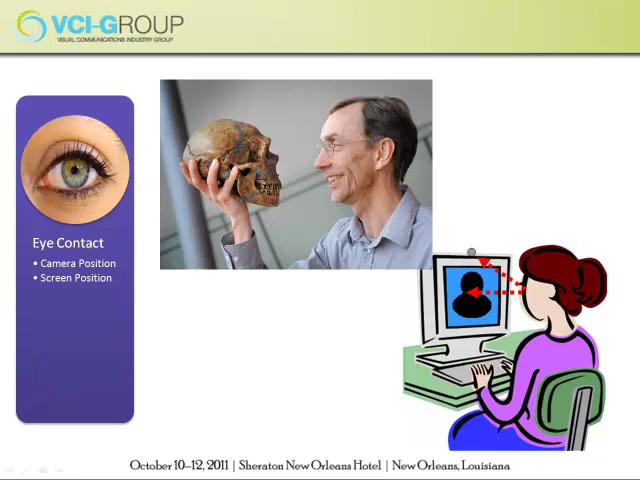 VCI-GROUP
VISUAL COMMUNICATIONS INDUSTRY GROUP
Eye Contact
• Camera Position
• Screen Position
October 10–12, 2011 | Sheraton New Orleans Hotel | New Orleans, Louisiana